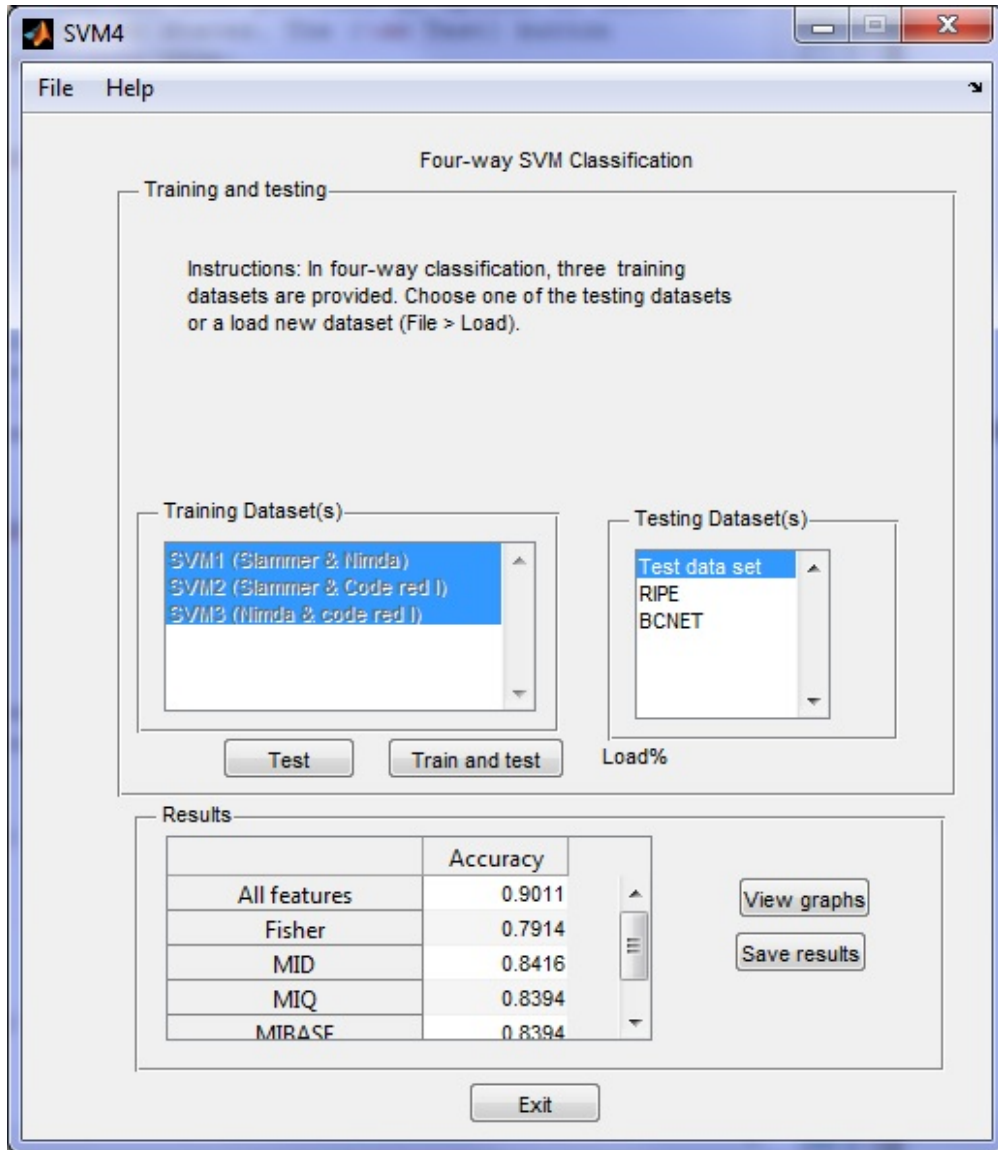 SVM4
File Help
Four-way SVM Classification
Training and testing
Instructions: In four-way classification, three training
datasets are provided. Choose one of the testing datasets
or a load new dataset (File > Load).
Training Dataset(s)
SVM1 (Slammer & Nimda)
SVM2 (Slammer & Code red I)
SVM3 (Nimda & code red I)
Testing Dataset(s)
Test data set
RIPE
BCNET
Test
Train and test
Load%
Results
Accuracy
All features 0.9011
Fisher 0.7914
MID 0.8416
MIQ 0.8394
MIBASE 0.8394
View graphs
Save results
Exit